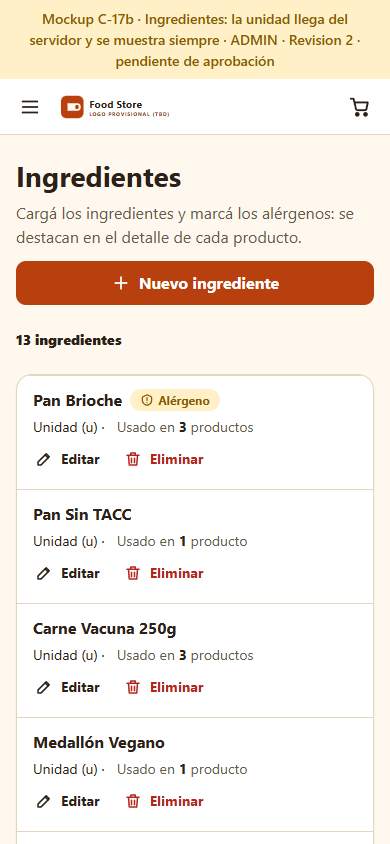 Mockup C-17b · Ingredientes: la unidad llega del
servidor y se muestra siempre · ADMIN · Revision 2 ·
pendiente de aprobación
Food Store
LOGO PROVISIONAL (TBD)
Ingredientes
Cargá los ingredientes y marcá los alérgenos: se
destacan en el detalle de cada producto.
Nuevo ingrediente
13 ingredientes
Pan Brioche Alérgeno
Unidad (u) · Usado en 3 productos
Editar Eliminar
Pan Sin TACC
Unidad (u) · Usado en 1 producto
Editar Eliminar
Carne Vacuna 250g
Unidad (u) · Usado en 3 productos
Editar Eliminar
Medallón Vegano
Unidad (u) · Usado en 1 producto
Editar Eliminar